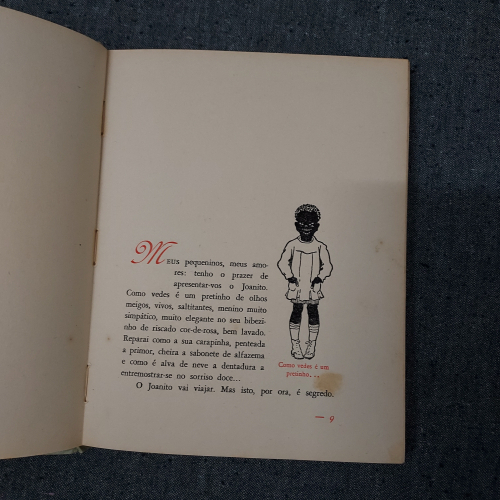 Meus pequeninos, meus amo-
res: tenho o prazer de
apresentar-vos o Joanito.
Como vedes é um pretinho de olhos
meigos, vivos, saltitantes, menino muito
simpático, muito elegante no seu bibezi-
nho de riscado cor-de-rosa, bem lavado.
Reparai como a sua carapinha, penteada
a primor, cheira a sabonete de alfazema
e como é alva de neve a dentadura a
entremostrar-se no sorriso doce...
O Joanito vai viajar. Mas isto, por ora, é segredo.
Como vedes é um
pretinho...
— 9